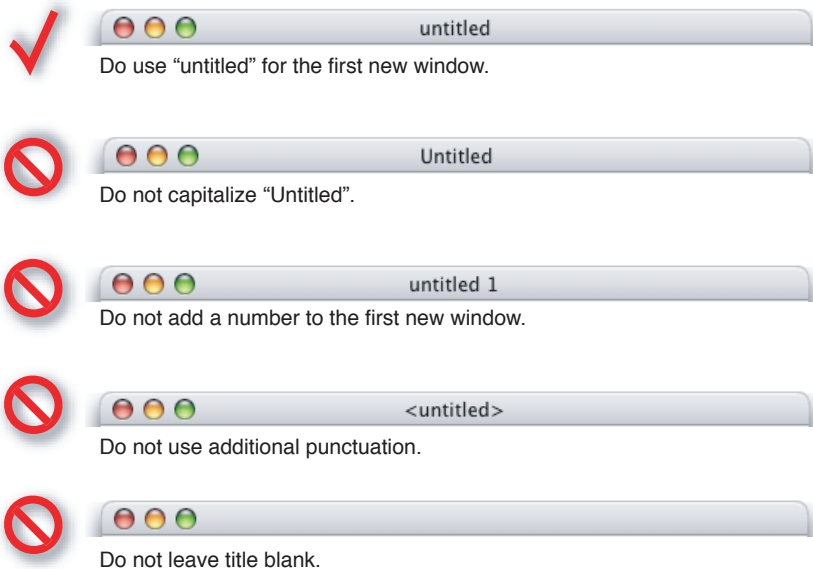 untitled
Do use “untitled” for the first new window.
Untitled
Do not capitalize “Untitled”.
untitled 1
Do not add a number to the first new window.
<untitled>
Do not use additional punctuation.
Do not leave title blank.